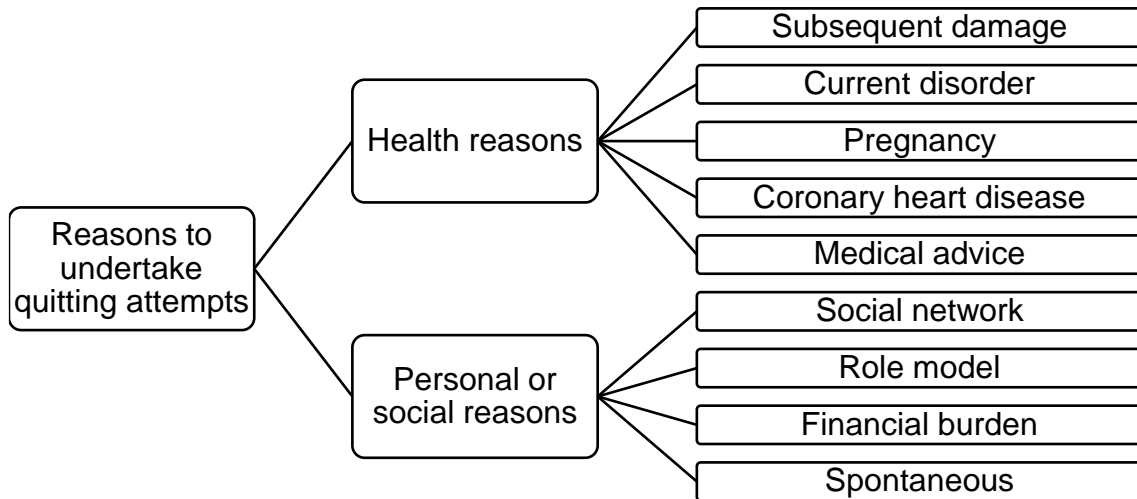 Reasons to
undertake
quitting attempts
Health reasons
Subsequent damage
Current disorder
Pregnancy
Coronary heart disease
Medical advice
Personal or
social reasons
Social network
Role model
Financial burden
Spontaneous